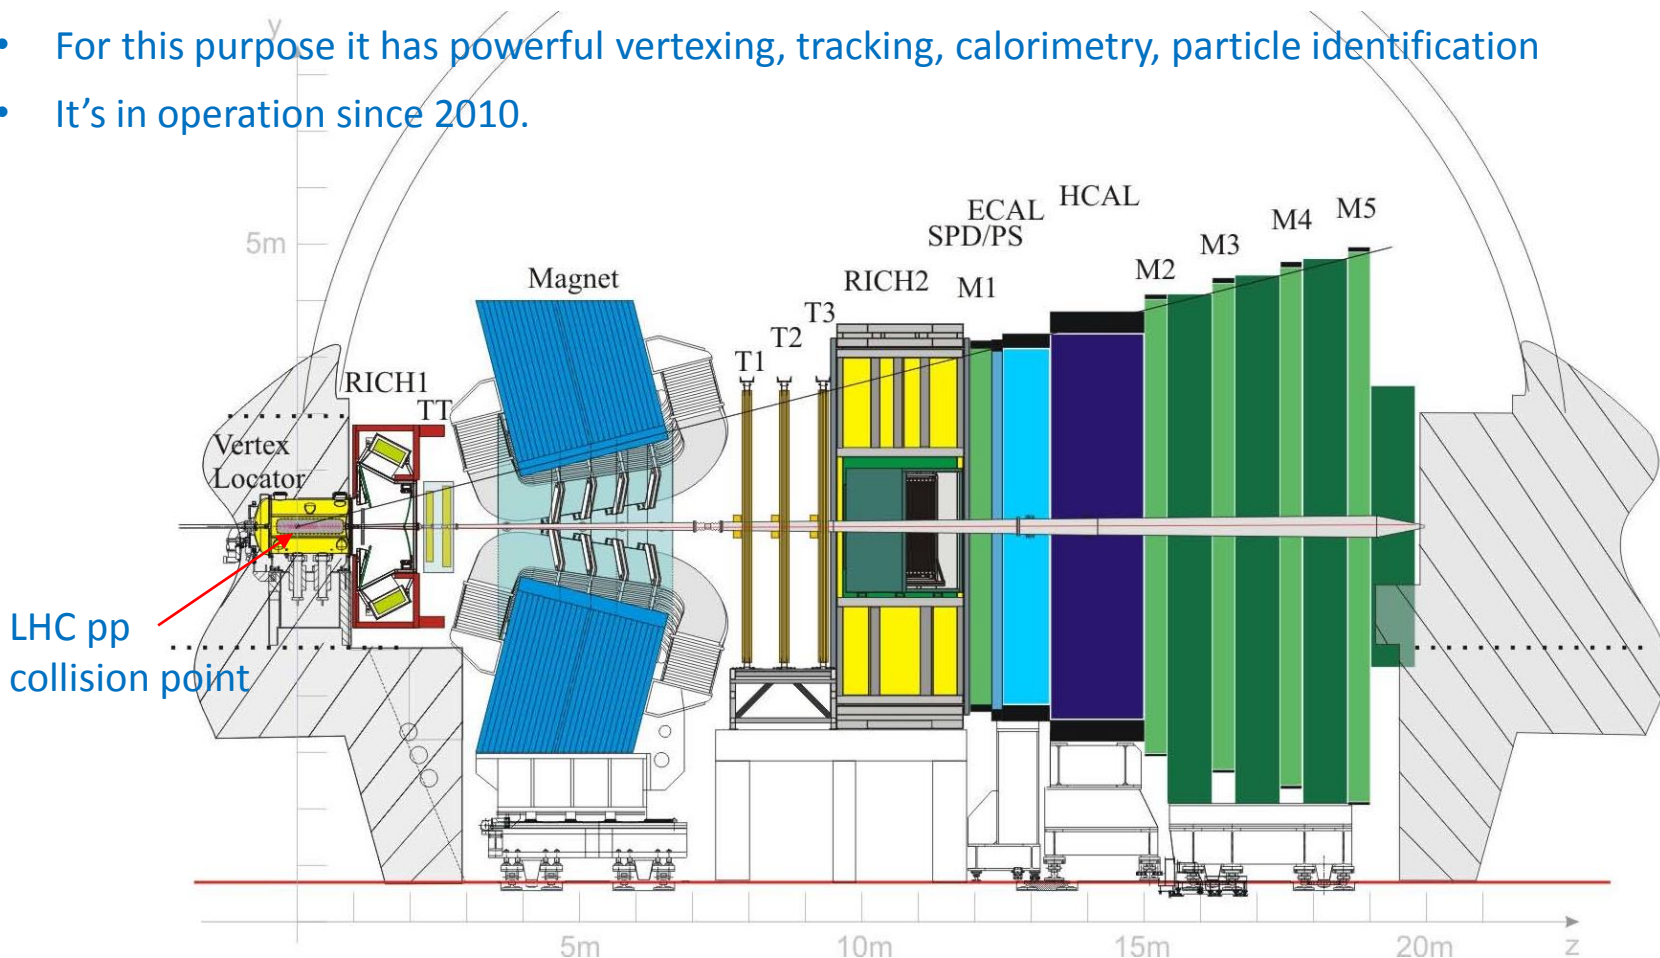 • For this purpose it has powerful vertexing, tracking, calorimetry, particle identification
• It’s in operation since 2010.
y
5m
Magnet
RICH1
TT
Vertex
Locator
T1
T2
T3
RICH2
M1
SPD/PS
ECAL
HCAL
M2
M3
M4
M5
LHC pp
collision point
5m
10m
15m
20m
z